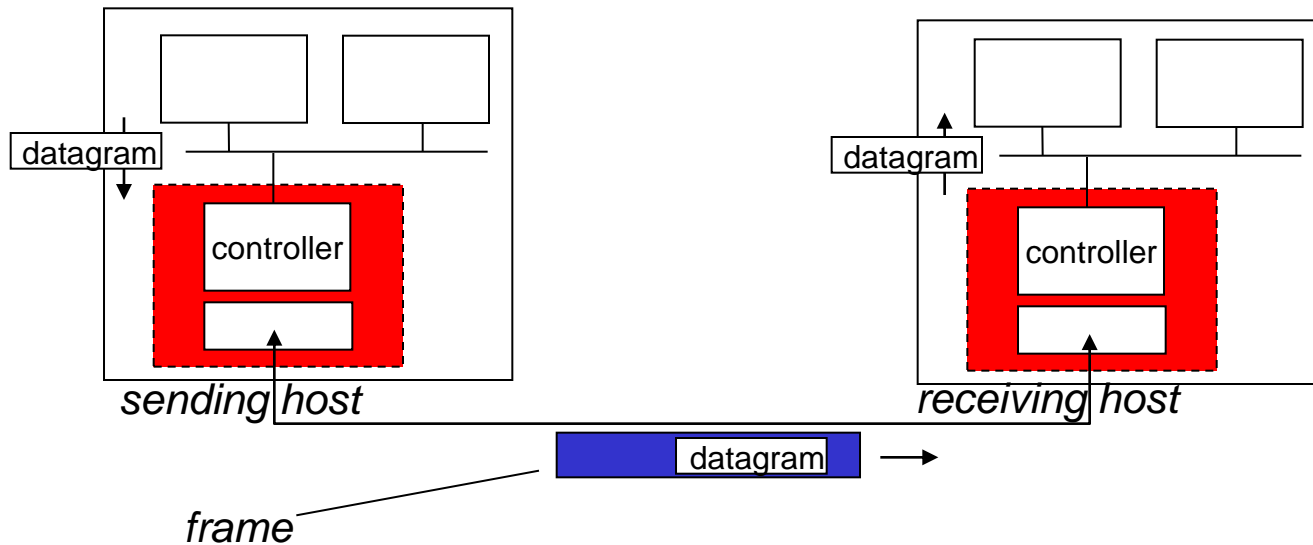 datagram
datagram
controller
controller
sending host
receiving host
datagram
frame